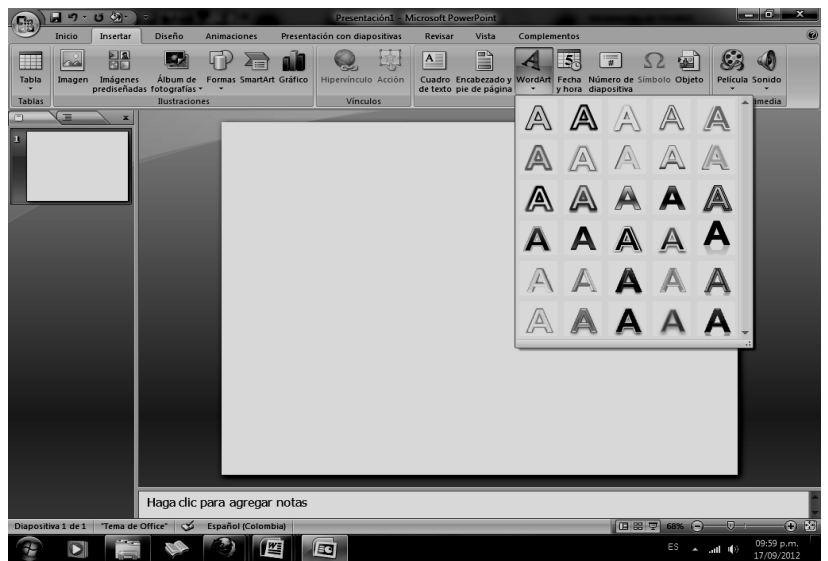 Presentación1 - Microsoft PowerPoint
Inicio Insertar Diseño Animaciones Presentación con diapositivas Revisar Vista Complementos
Tabla Imagen Imágenes prediseñadas Álbum de fotografías Formas SmartArt Gráfico Hipervínculo Acción Cuadro de texto Encabezado y pie de página WordArt Fecha y hora Número de diapositiva Símbolo Objeto Película Sonido
Tablas Ilustraciones Vínculos imedia
1
Haga clic para agregar notas
Diapositiva 1 de 1 "Tema de Office" Español (Colombia) 68%
ES 09:59 p.m.
17/09/2012